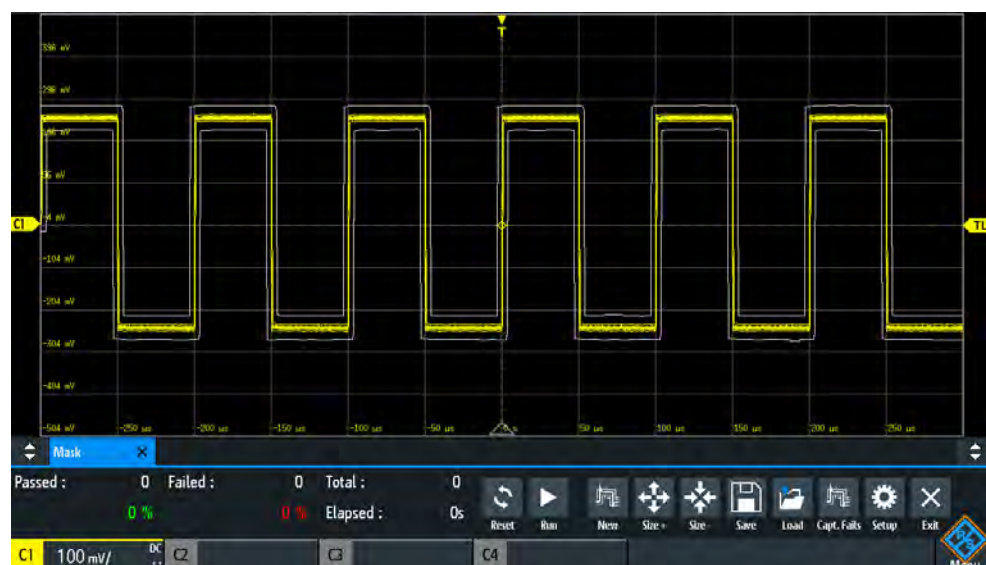 T
396 mV
296 mV
196 mV
96 mV
C1 -4 mV TL
-104 mV
-204 mV
-304 mV
-404 mV
-504 mV -250 µs -200 µs -150 µs -100 µs -50 µs 50 µs 100 µs 150 µs 200 µs 250 µs
Mask
Passed : 0 Failed : 0 Total : 0
0 % 0 % Elapsed : 0s
Reset Run New Size + Size - Save Load Capt. Fails Setup Exit
C1 100 mV/ DC C2 C3 C4